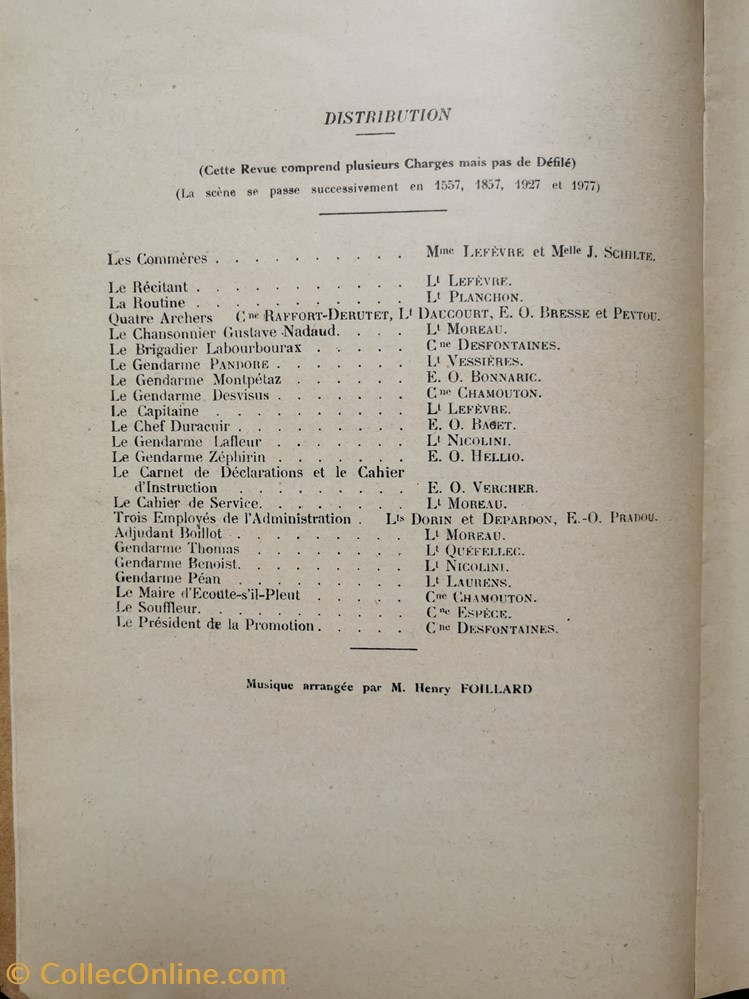 DISTRIBUTION
(Cette Revue comprend plusieurs Charges mais pas de Défilé)
(La scène se passe successivement en 1557, 1857, 1927 et 1977)
Les Commères . . . . . . . . . . Mme LEFÈVRE et Melle J. SCHILTE.
Le Récitant . . . . . . . . . . . Lt LEFÈVRE.
La Routine . . . . . . . . . . . Lt PLANCHON.
Quatre Archers Cne RAFFORT-DERUTET, Lt DAUCOURT, E. O. BRESSE et PEYTOU.
Le Chansonnier Gustave Nadaud. . . . . Lt MOREAU.
Le Brigadier Labourbourax . . . . . Cne DESFONTAINES.
Le Gendarme PANDORE . . . . . . . Lt VESSIÈRES.
Le Gendarme Montpétaz . . . . . . E. O. BONNARIC.
Le Gendarme Desvisus . . . . . . . Cne CHAMOUTON.
Le Capitaine . . . . . . . . . . Lt LEFÈVRE.
Le Chef Duracuir . . . . . . . . . E. O. BAGET.
Le Gendarme Lafleur . . . . . . . Lt NICOLINI.
Le Gendarme Zéphirin . . . . . . . E. O. HELLIO.
Le Carnet de Déclarations et le Cahier
d'Instruction . . . . . . . . . E. O. VERCHER.
Le Cahier de Service. . . . . . . . Lt MOREAU.
Trois Employés de l'Administration . Lts DORIN et DEPARDON, E.-O. PRADOU.
Adjudant Boillot . . . . . . . . . Lt MOREAU.
Gendarme Thomas . . . . . . . . Lt QUÉFELLEC.
Gendarme Benoist. . . . . . . . . Lt NICOLINI.
Gendarme Péan . . . . . . . . . Lt LAURENS.
Le Maire d'Ecoute-s'il-Pleut . . . . . Cne CHAMOUTON.
Le Souffleur. . . . . . . . . . . Cne ESPÈCE.
Le Président de la Promotion. . . . . Cne DESFONTAINES.
Musique arrangée par M. Henry FOILLARD
© CollecOnline.com